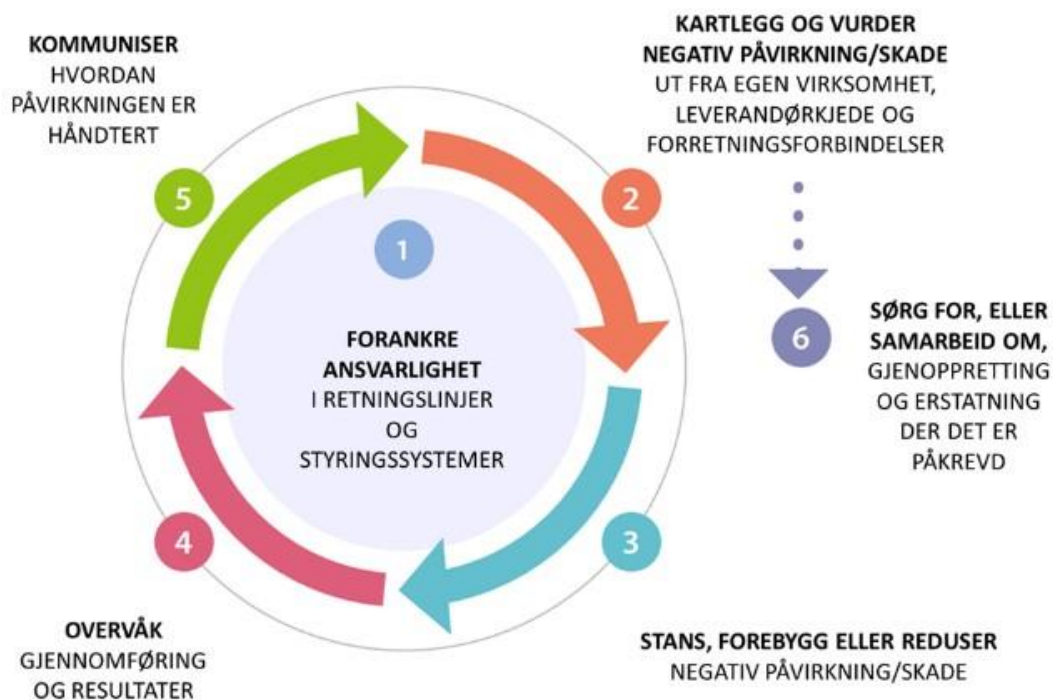 1
FORANKRE
ANSVARLIGHET
I RETNINGSLINJER
OG
STYRINGSSYSTEMER
2
KARTLEGG OG VURDER
NEGATIV PÅVIRKNING/SKADE
UT FRA EGEN VIRKSOMHET,
LEVERANDØRKJEDE OG
FORRETNINGSFORBINDELSER
3
STANS, FOREBYGG ELLER REDUSER
NEGATIV PÅVIRKNING/SKADE
4
OVERVÅK
GJENNOMFØRING
OG RESULTATER
5
KOMMUNISER
HVORDAN
PÅVIRKNINGEN ER
HÅNDTERT
6
SØRG FOR, ELLER
SAMARBEID OM,
GJENOPPRETTING
OG ERSTATNING
DER DET ER
PÅKREVD